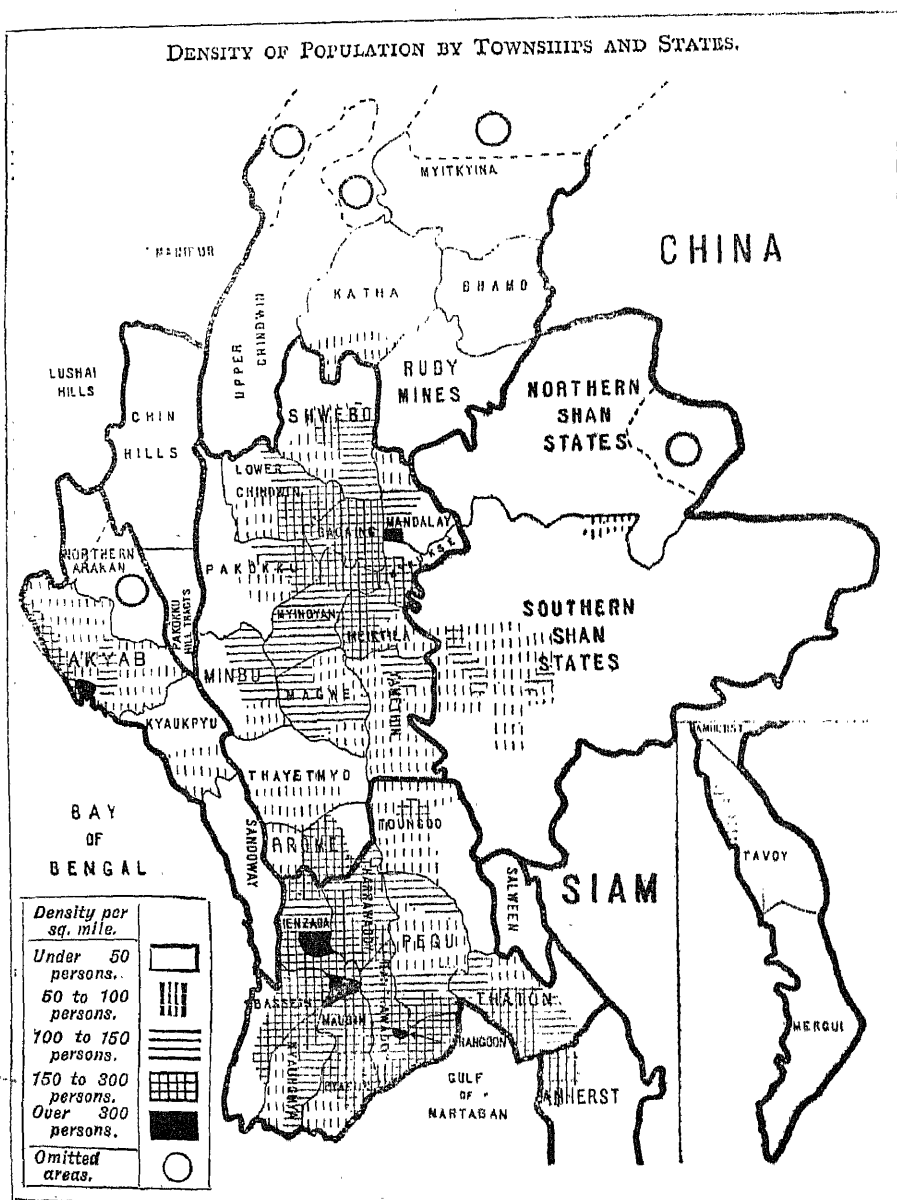 DENSITY OF POPULATION BY TOWNSHIPS AND STATES.
MYITKYINA
CHINA
KATHA
BHAMO
UPPER
CHINDWIN
LUSHAI
HILLS
CHIN
HILLS
RUBY
MINES
NORTHERN
SHAN
STATES
SHWEBO
LOWER
CHINDWIN
SAGAING
MANDALAY
NORTHERN
ARAKAN
PAKOKKU
PAKOKKU
HILL TRACTS
MYINGYAN
MEIKTILA
SOUTHERN
SHAN
STATES
AKYAB
MINBU
MAGWE
YAMETHIN
KYAUKPYU
AMHERST
THAYETMYO
BAY
OF
BENGAL
SANDOWAY
PROME
TOUNGOO
TAVOY
SALWEEN
SIAM
HENZADA
THARRAWADDY
PEGU
BASSEIN
MAUBIN
THATON
RANGOON
MERGUI
GULF
OF
MARTABAN
AMHERST
Density per
sq. mile.
Under 50
persons.
50 to 100
persons.
100 to 150
persons.
150 to 300
persons.
Over 300
persons.
Omitted
areas.